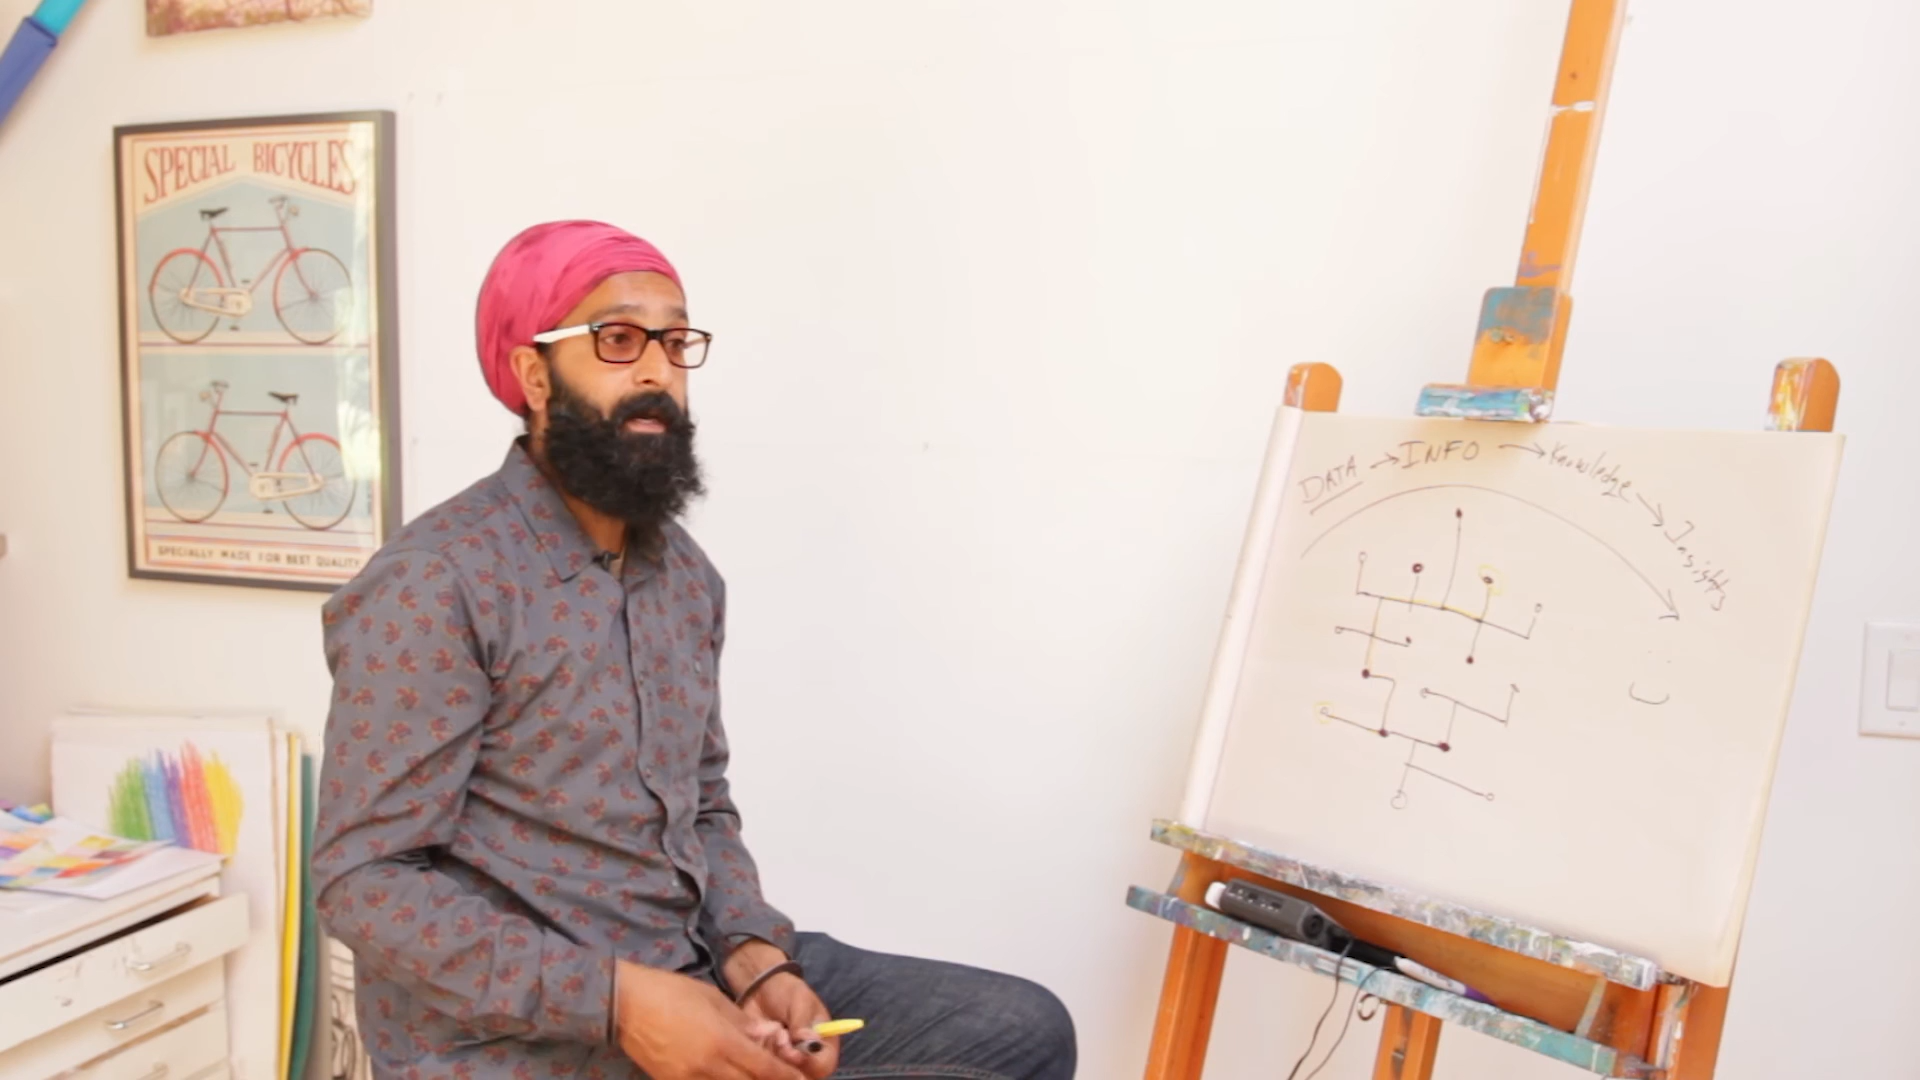 SPECIAL BICYCLES
SPECIALLY MADE FOR BEST QUALITY
DATA → INFO → Knowledge → Insights